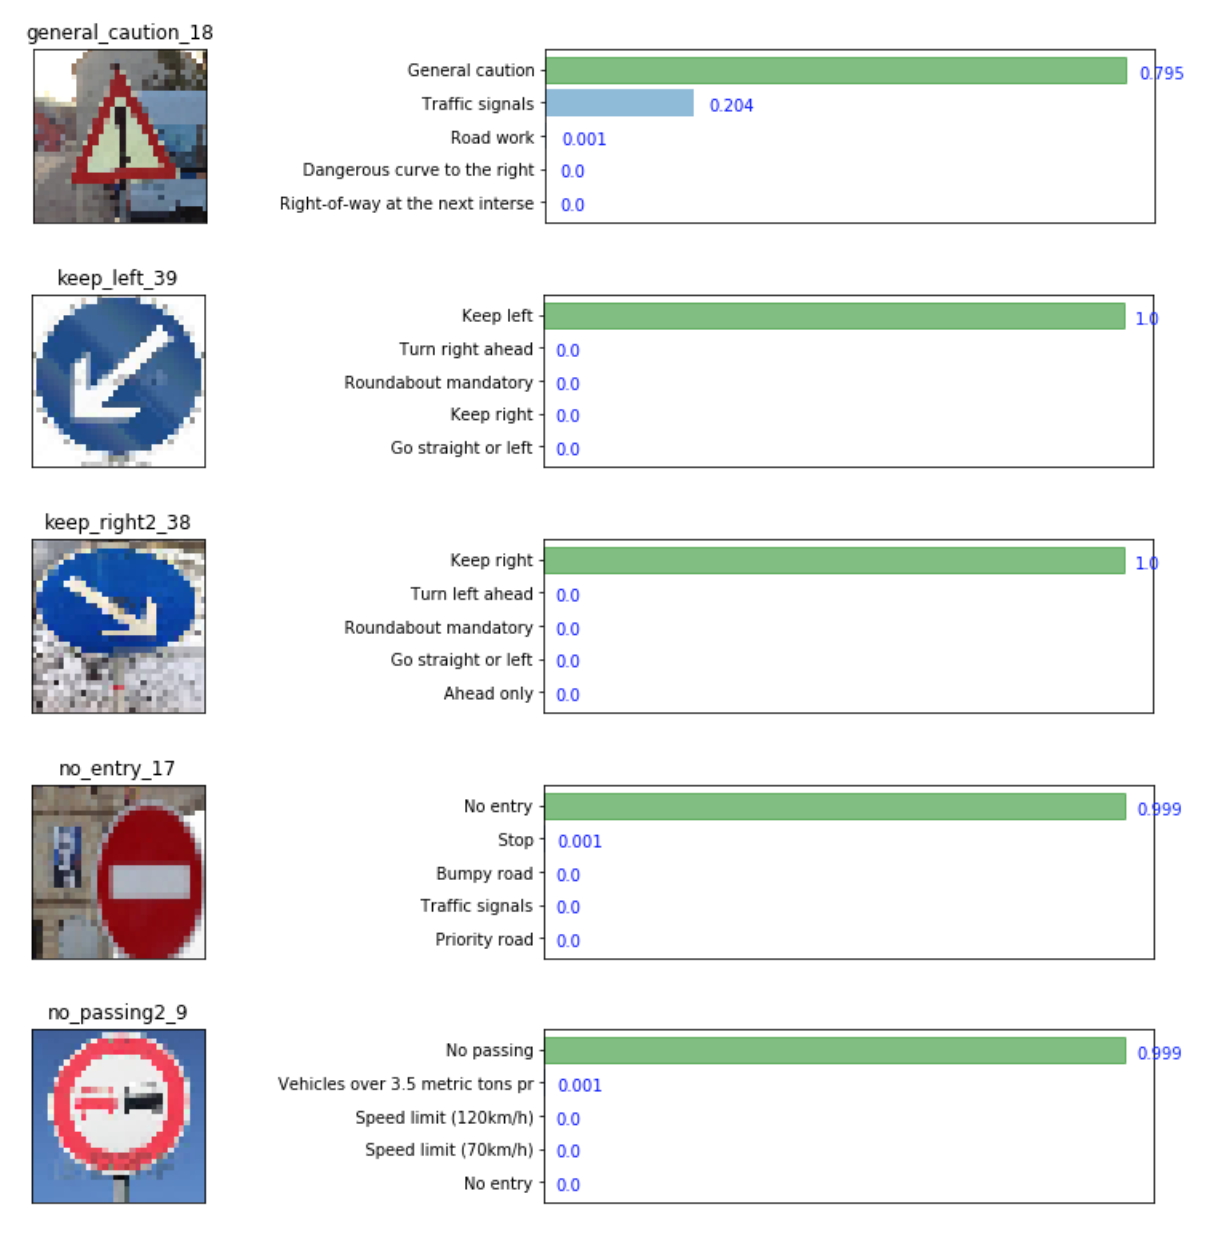 general_caution_18
General caution 0.795
Traffic signals 0.204
Road work 0.001
Dangerous curve to the right 0.0
Right-of-way at the next interse 0.0
keep_left_39
Keep left 1.0
Turn right ahead 0.0
Roundabout mandatory 0.0
Keep right 0.0
Go straight or left 0.0
keep_right2_38
Keep right 1.0
Turn left ahead 0.0
Roundabout mandatory 0.0
Go straight or left 0.0
Ahead only 0.0
no_entry_17
No entry 0.999
Stop 0.001
Bumpy road 0.0
Traffic signals 0.0
Priority road 0.0
no_passing2_9
No passing 0.999
Vehicles over 3.5 metric tons pr 0.001
Speed limit (120km/h) 0.0
Speed limit (70km/h) 0.0
No entry 0.0